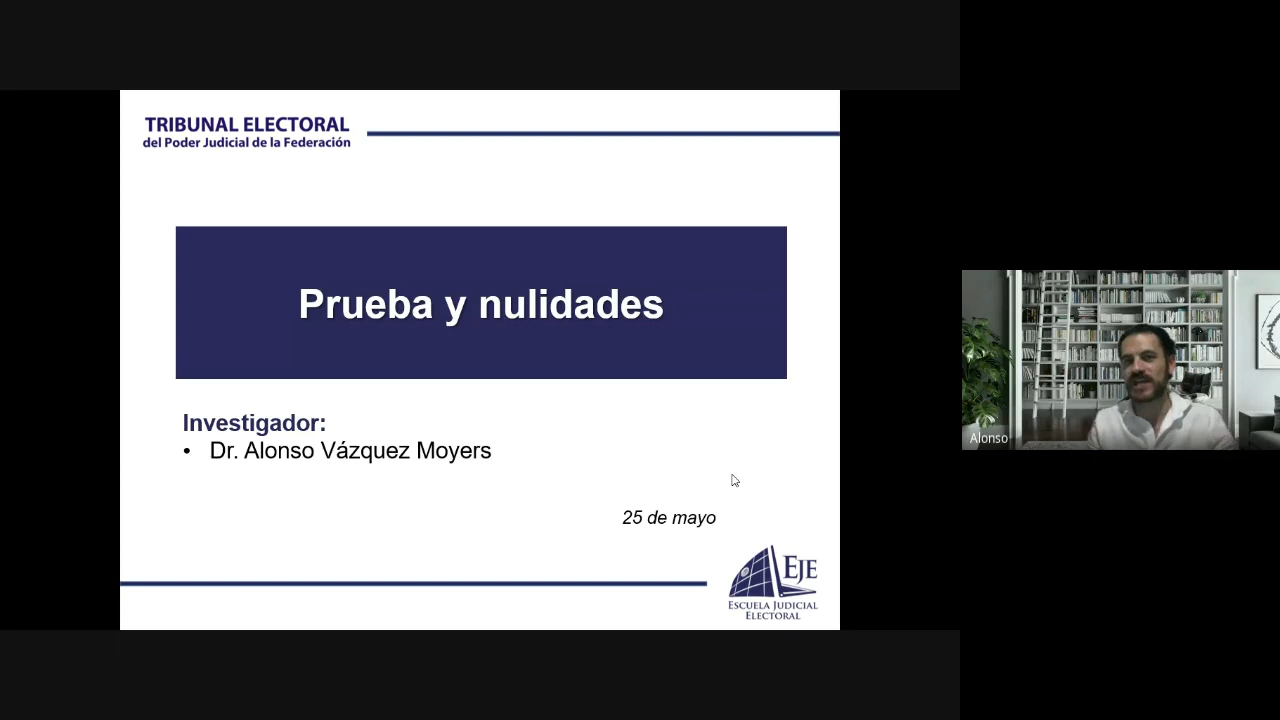 TRIBUNAL ELECTORAL
del Poder Judicial de la Federación
Prueba y nulidades
Investigador:
• Dr. Alonso Vázquez Moyers
25 de mayo
EJE
ESCUELA JUDICIAL
ELECTORAL
Alonso